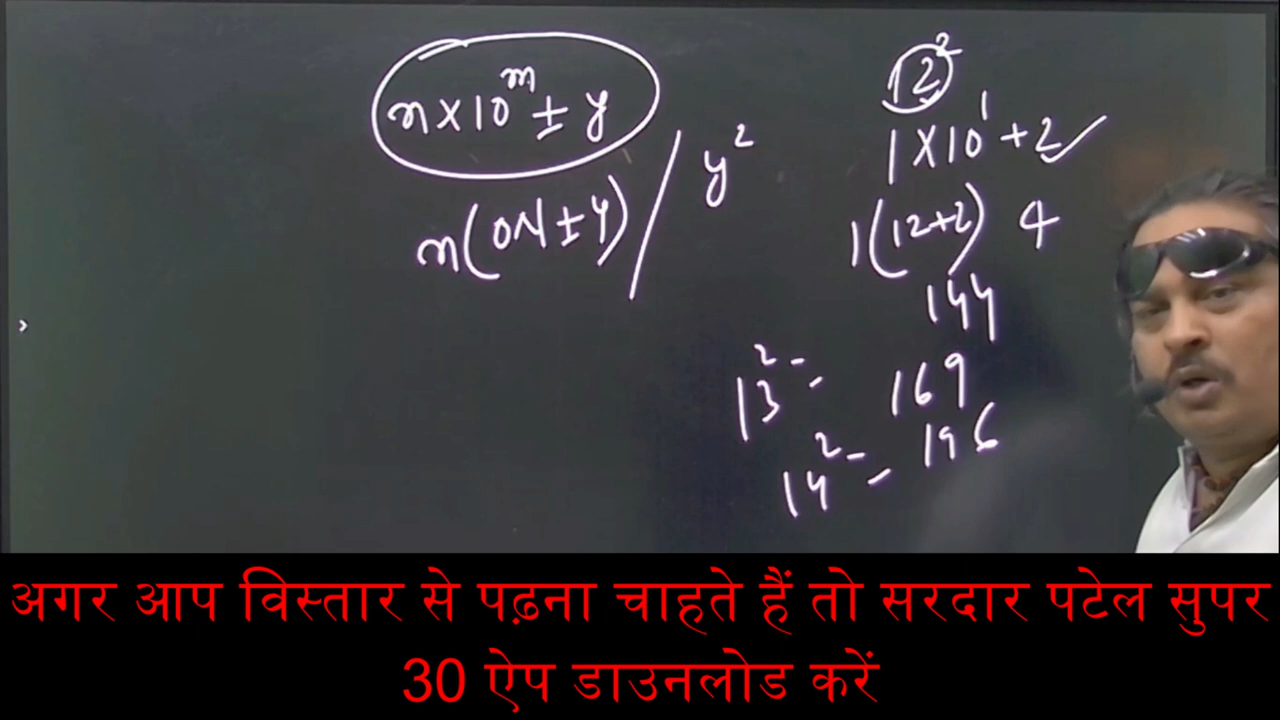 n×10^m ± y
n(ON ± y) / y²
12²
1×10¹+2✓
1(12+2) 4
144
13² = 169
14² = 196
अगर आप विस्तार से पढ़ना चाहते हैं तो सरदार पटेल सुपर
30 ऐप डाउनलोड करें